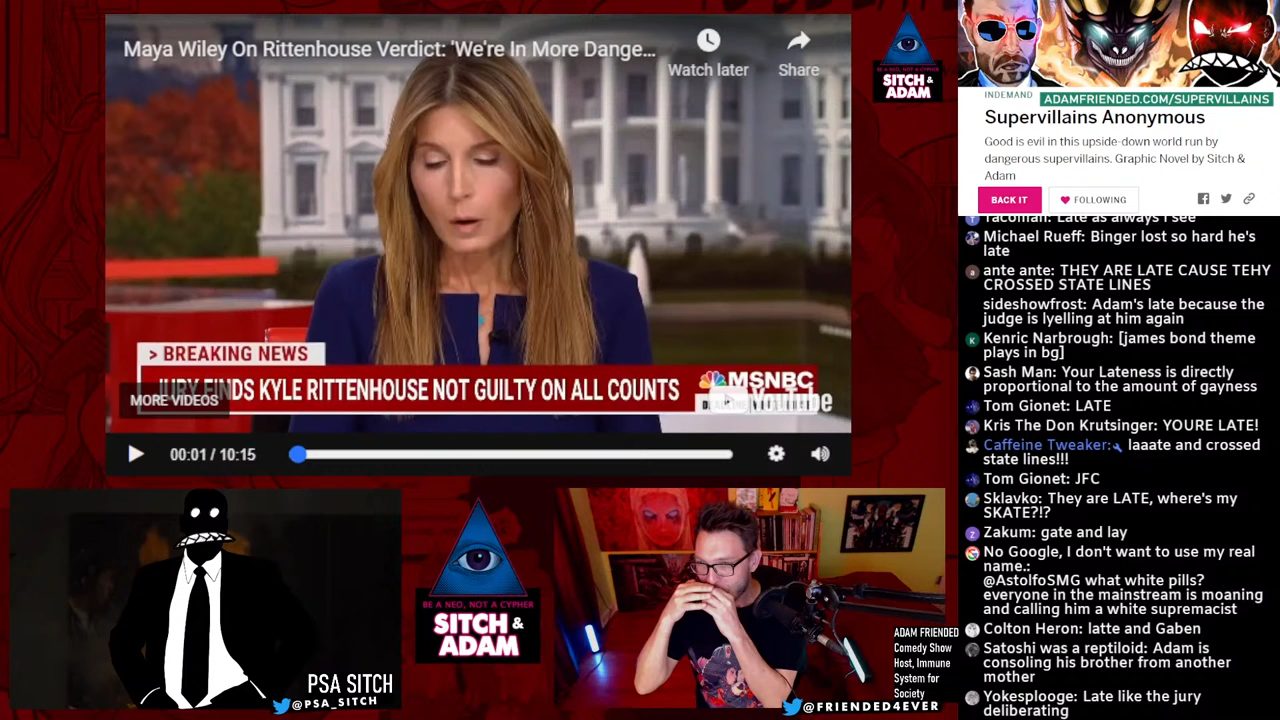 Maya Wiley On Rittenhouse Verdict: 'We're In More Dange...
Watch later
Share
> BREAKING NEWS
JURY FINDS KYLE RITTENHOUSE NOT GUILTY ON ALL COUNTS
MSNBC
MORE VIDEOS
YouTube
00:01 / 10:15
BE A NEO, NOT A CYPHER
SITCH &
ADAM
INDEMAND
ADAMFRIENDED.COM/SUPERVILLAINS
Supervillains Anonymous
Good is evil in this upside-down world run by
dangerous supervillains. Graphic Novel by Sitch &
Adam
BACK IT
FOLLOWING
Tacoman: Late as always I see
Michael Rueff: Binger lost so hard he's
late
ante ante: THEY ARE LATE CAUSE TEHY
CROSSED STATE LINES
sideshowfrost: Adam's late because the
judge is lyelling at him again
Kenric Narbrough: [james bond theme
plays in bg]
Sash Man: Your Lateness is directly
proportional to the amount of gayness
Tom Gionet: LATE
Kris The Don Krutsinger: YOURE LATE!
Caffeine Tweaker: laaate and crossed
state lines!!!
Tom Gionet: JFC
Sklavko: They are LATE, where's my
SKATE?!?
Zakum: gate and lay
No Google, I don't want to use my real
name.:
@AstolfoSMG what white pills?
everyone in the mainstream is moaning
and calling him a white supremacist
Colton Heron: latte and Gaben
Satoshi was a reptiloid: Adam is
consoling his brother from another
mother
Yokesplooge: Late like the jury
deliberating
PSA SITCH
@PSA_SITCH
BE A NEO, NOT A CYPHER
SITCH &
ADAM
ADAM FRIENDED
Comedy Show
Host, Immune
System for
Society
@FRIENDED4EVER